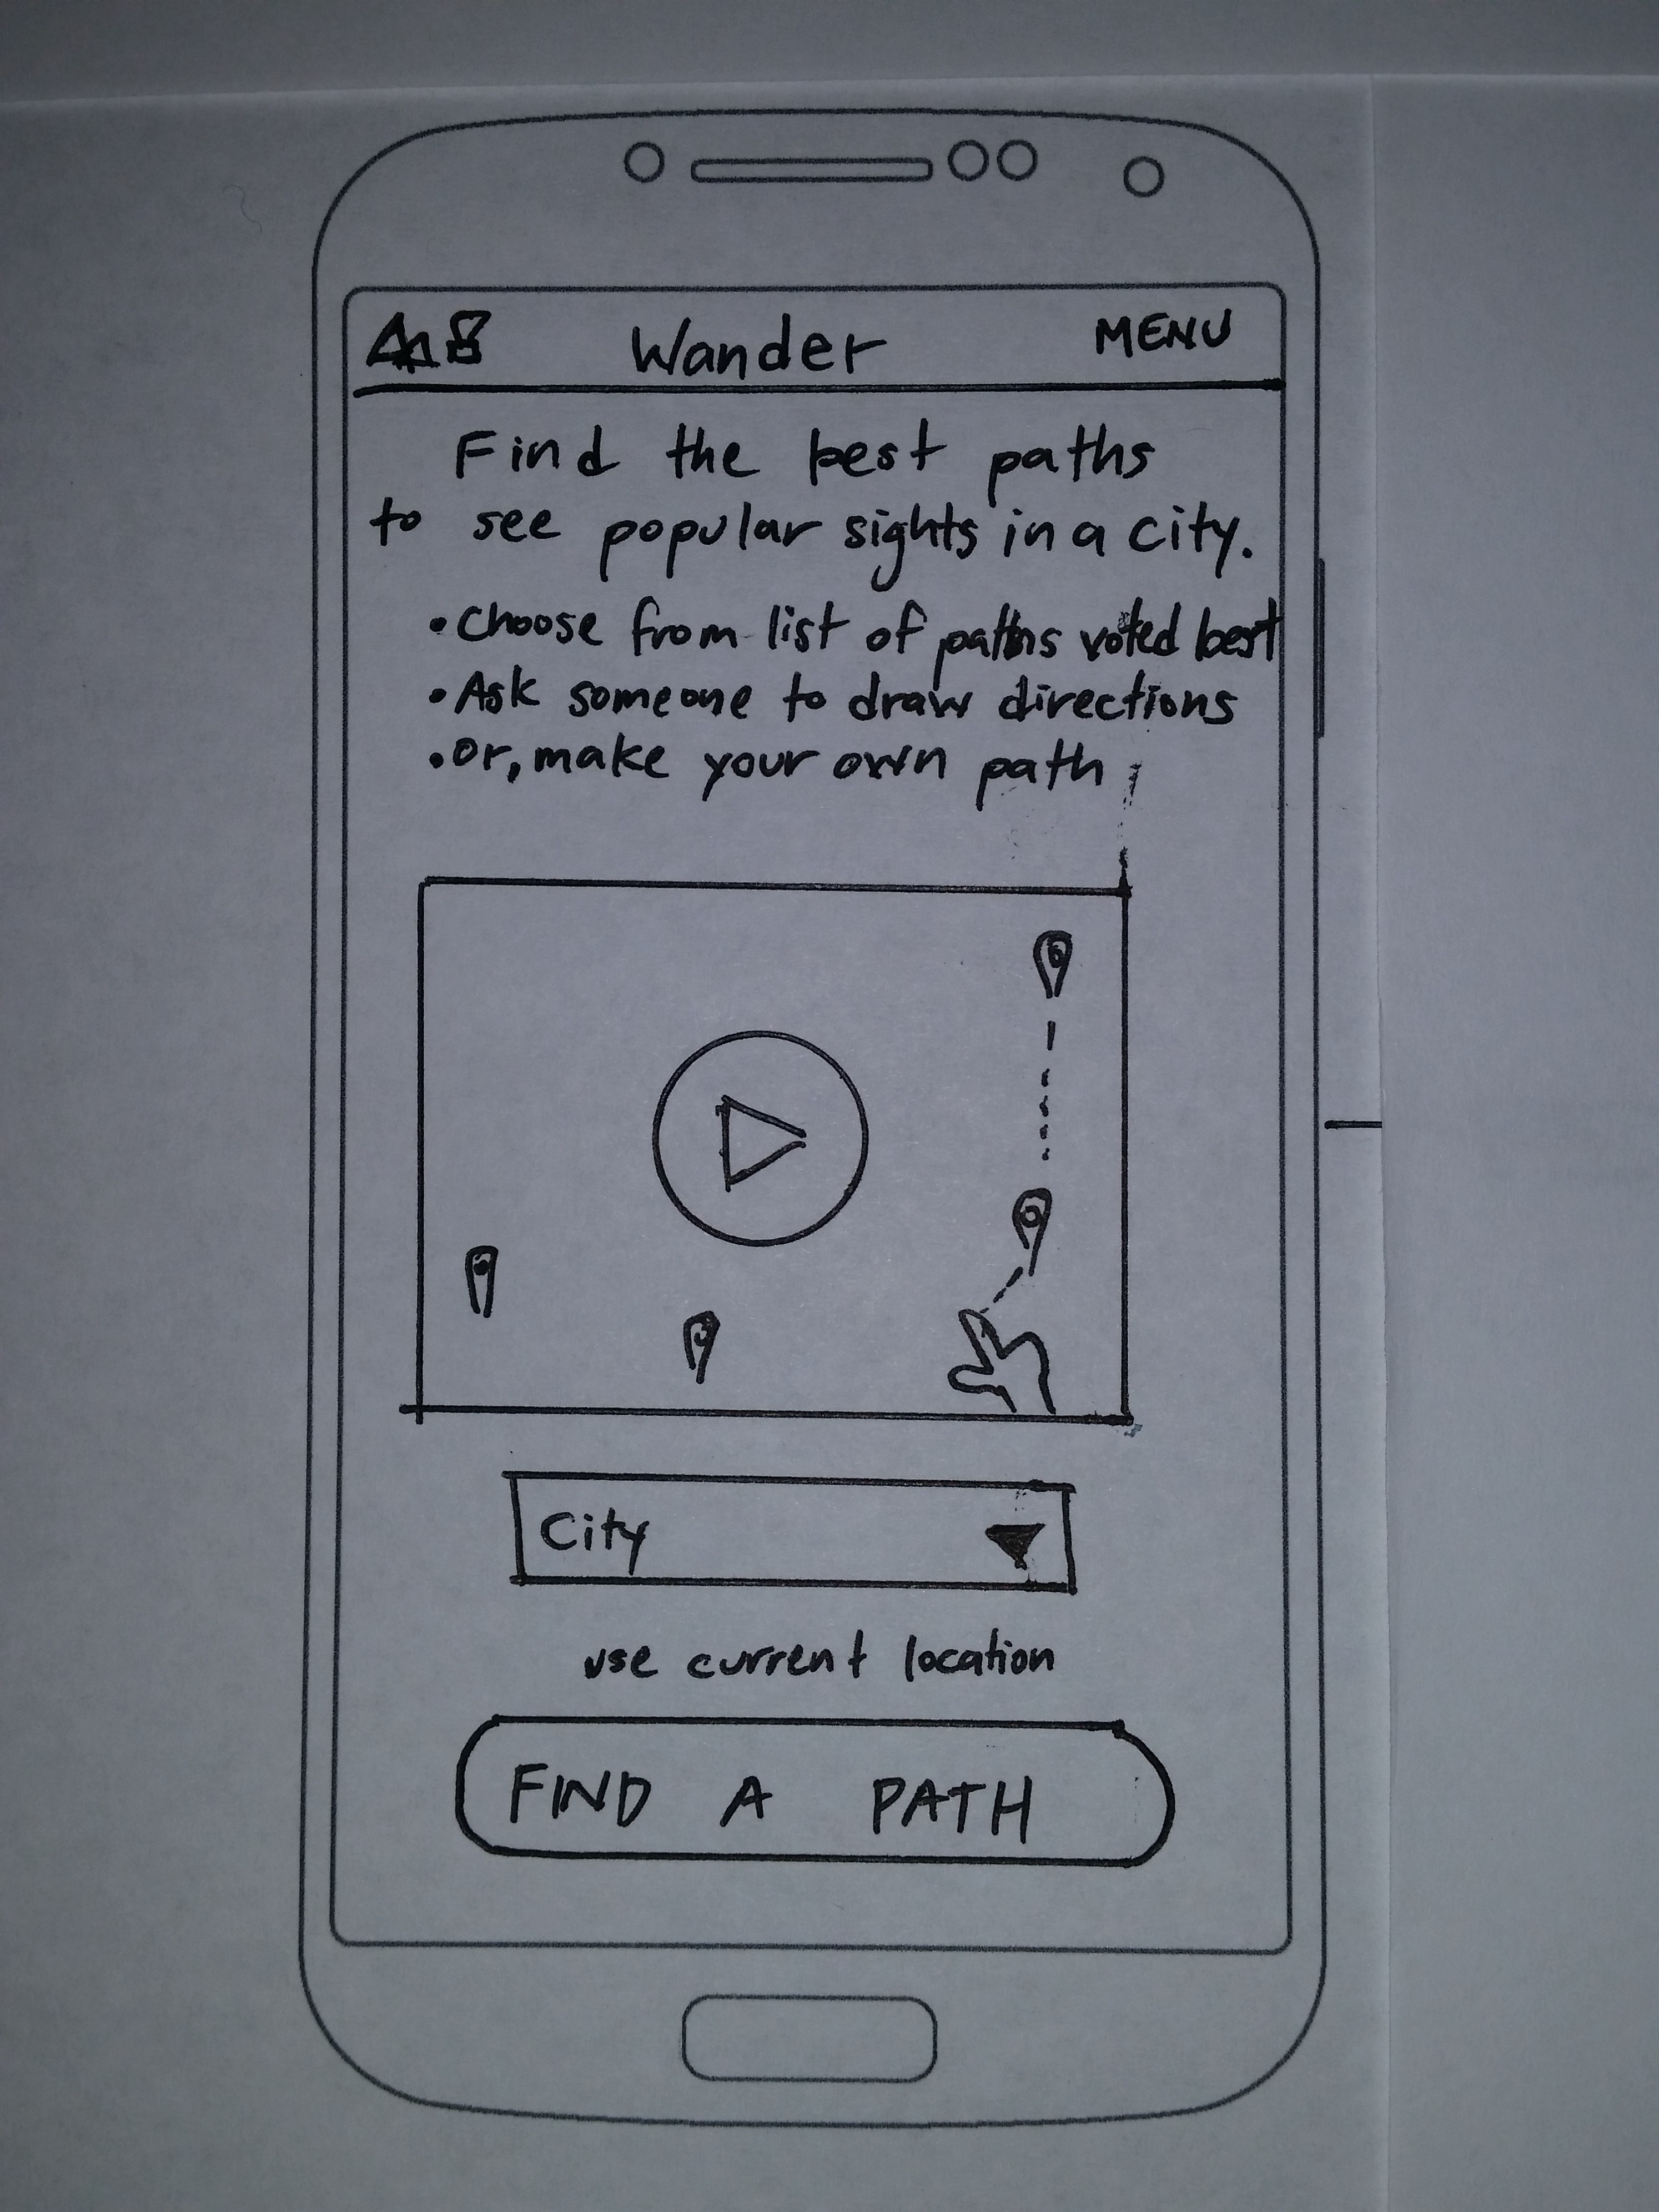 Wander
MENU
Find the best paths
to see popular sights in a city.
•Choose from list of paths voted best
•Ask someone to draw directions
•Or, make your own path
City
use current location
FIND A PATH